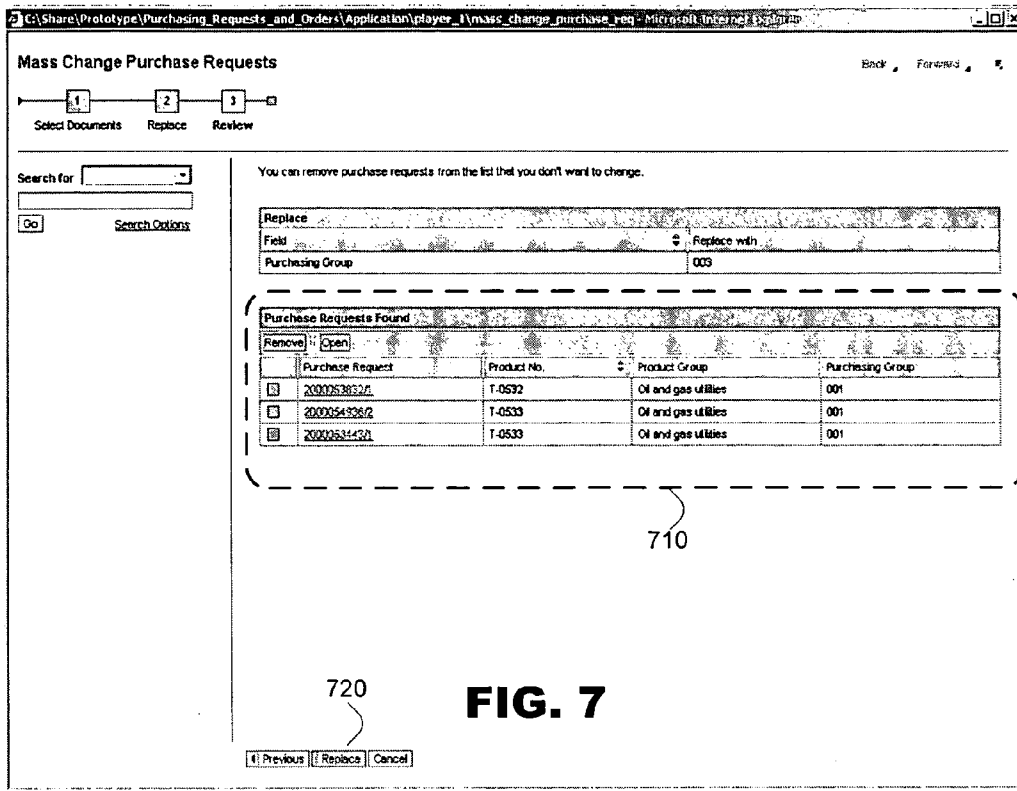 C:\Share\Prototype\Purchasing_Requests_and_Orders\Application\player_1\mass_change_purchase_req - Microsoft Internet Explorer
Mass Change Purchase Requests
Back Forward
1 2 3
Select Documents Replace Review
Search for
Go Search Options
You can remove purchase requests from the list that you don't want to change.
Replace
Field Replace with
Purchasing Group 003
Purchase Requests Found
Remove Open
Purchase Request Product No. Product Group Purchasing Group
2000053832/1 T-0532 Oil and gas utilities 001
2000054936/2 T-0533 Oil and gas utilities 001
T-0533 Oil and gas utilities 001
710
720
FIG. 7
Previous Replace Cancel